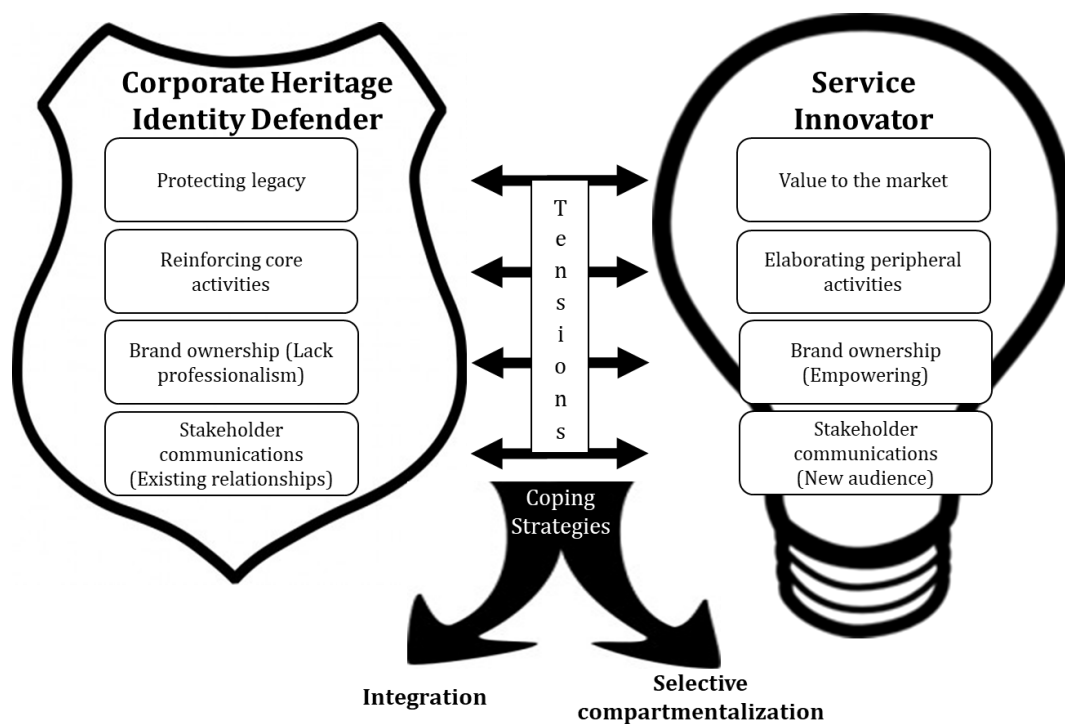 Corporate Heritage
Identity Defender
Protecting legacy
Reinforcing core
activities
Brand ownership (Lack
professionalism)
Stakeholder
communications
(Existing relationships)
Tensions
Coping
Strategies
Integration
Selective
compartmentalization
Service
Innovator
Value to the market
Elaborating peripheral
activities
Brand ownership
(Empowering)
Stakeholder
communications
(New audience)